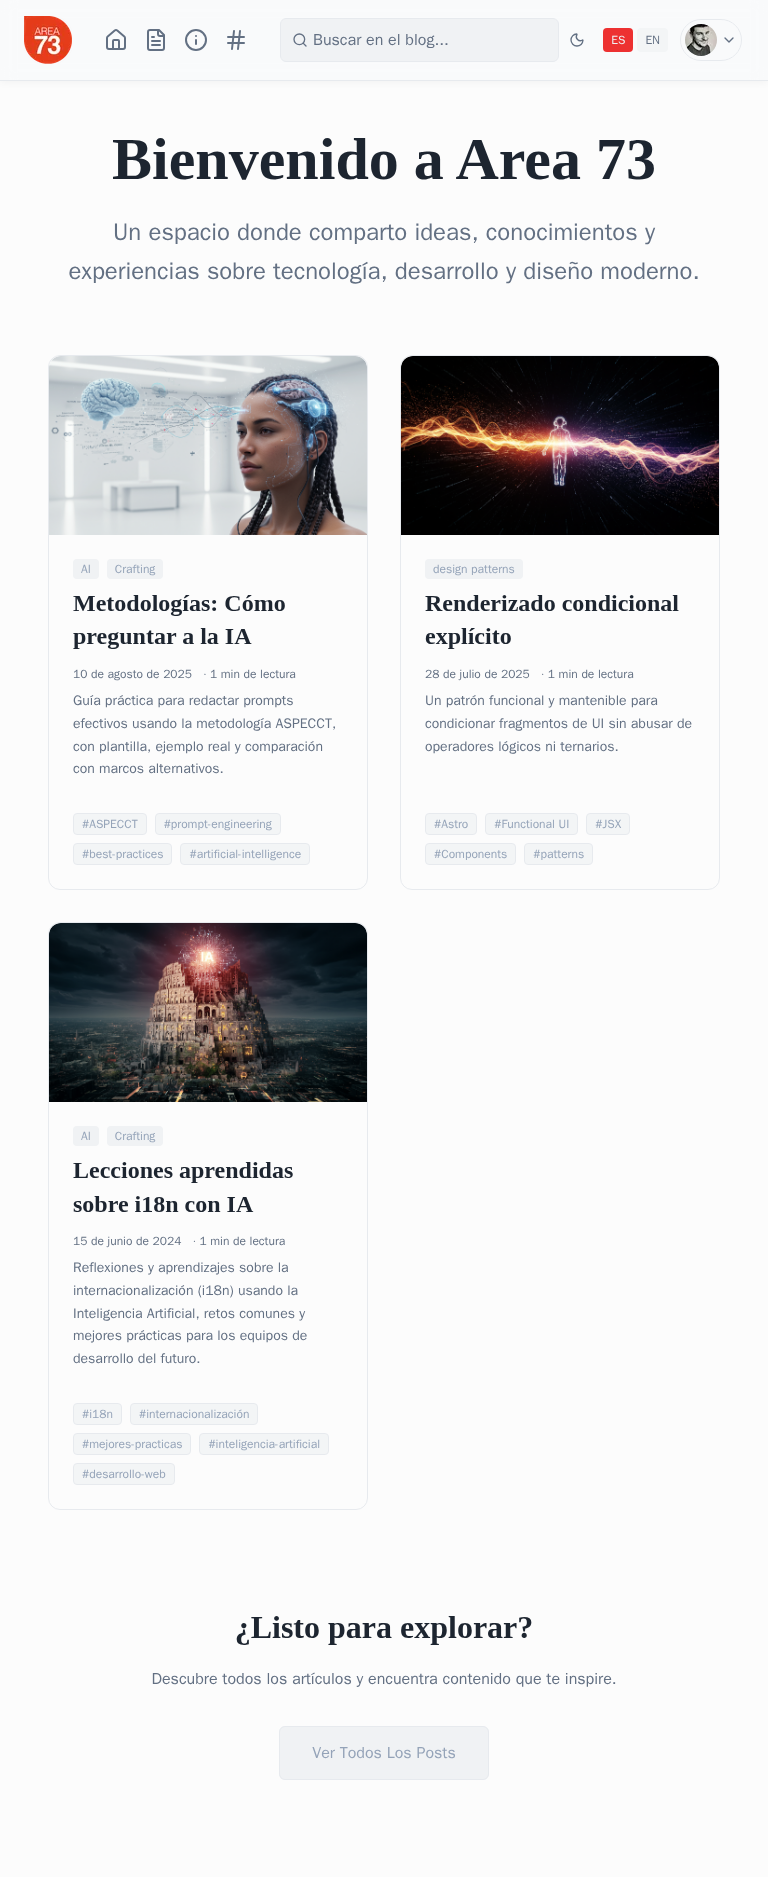 AREA
73
Buscar en el blog...
ES
EN
Bienvenido a Area 73
Un espacio donde comparto ideas, conocimientos y
experiencias sobre tecnología, desarrollo y diseño moderno.
AI
Crafting
Metodologías: Cómo
preguntar a la IA
10 de agosto de 2025 · 1 min de lectura
Guía práctica para redactar prompts
efectivos usando la metodología ASPECCT,
con plantilla, ejemplo real y comparación
con marcos alternativos.
#ASPECCT #prompt-engineering
#best-practices #artificial-intelligence
design patterns
Renderizado condicional
explícito
28 de julio de 2025 · 1 min de lectura
Un patrón funcional y mantenible para
condicionar fragmentos de UI sin abusar de
operadores lógicos ni ternarios.
#Astro #Functional UI #JSX
#Components #patterns
IA
AI
Crafting
Lecciones aprendidas
sobre i18n con IA
15 de junio de 2024 · 1 min de lectura
Reflexiones y aprendizajes sobre la
internacionalización (i18n) usando la
Inteligencia Artificial, retos comunes y
mejores prácticas para los equipos de
desarrollo del futuro.
#i18n #internacionalización
#mejores-practicas #inteligencia-artificial
#desarrollo-web
¿Listo para explorar?
Descubre todos los artículos y encuentra contenido que te inspire.
Ver Todos Los Posts